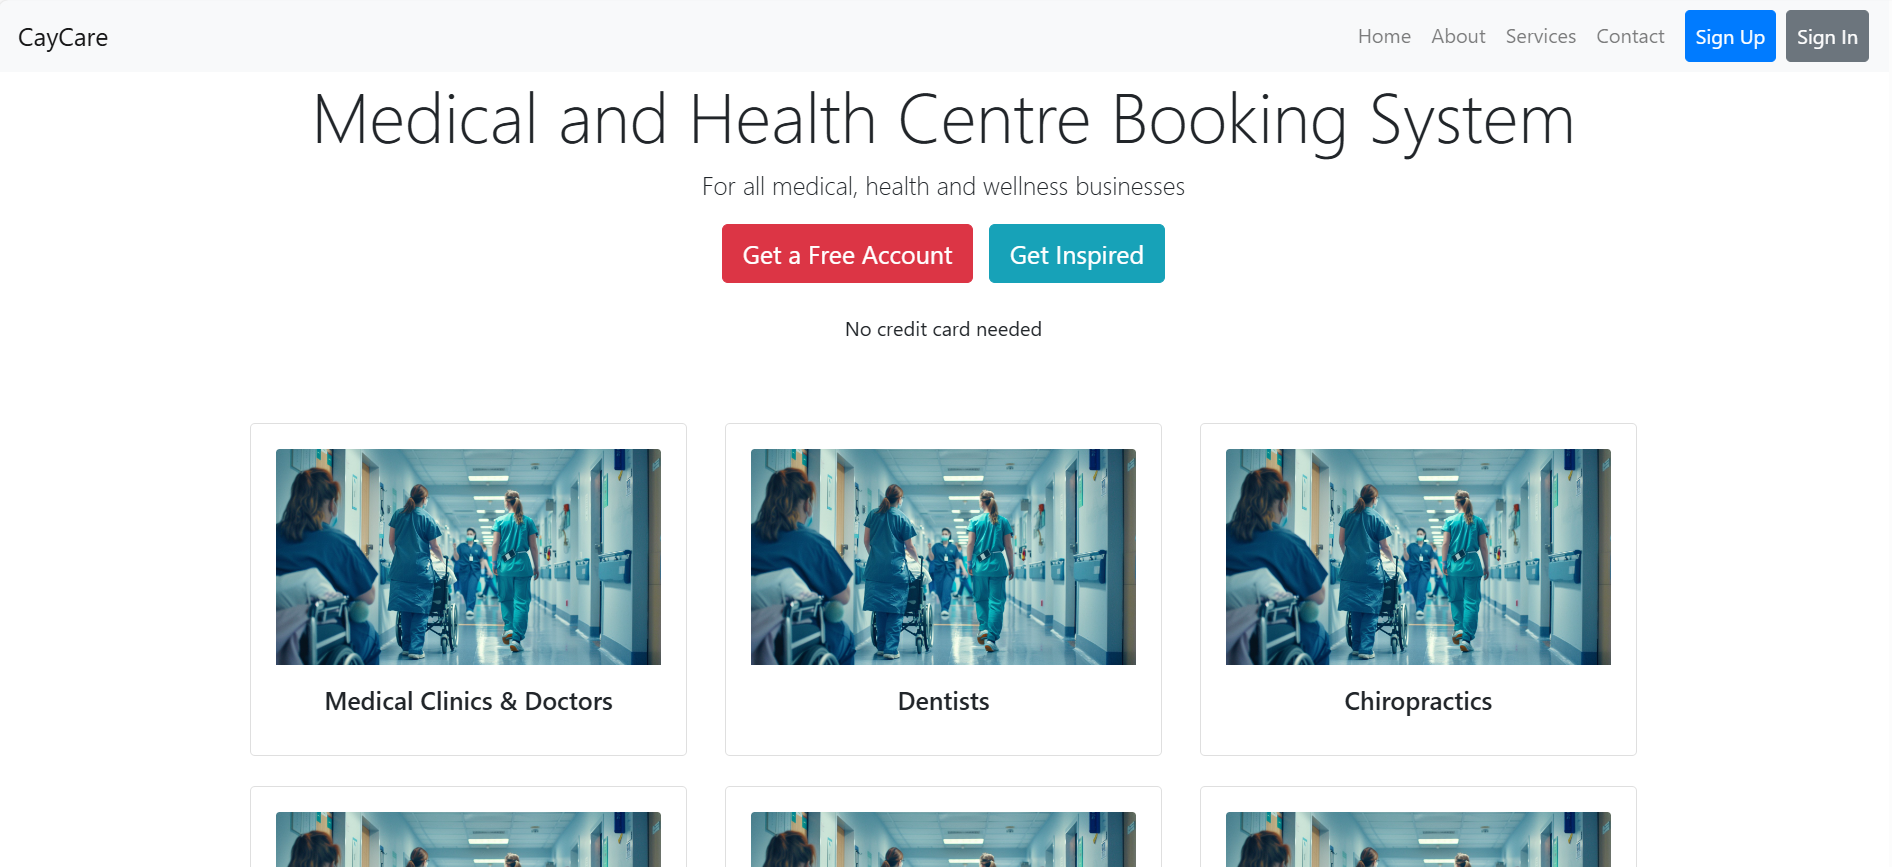 CayCare
Home About Services Contact Sign Up Sign In
Medical and Health Centre Booking System
For all medical, health and wellness businesses
Get a Free Account Get Inspired
No credit card needed
Medical Clinics & Doctors
Dentists
Chiropractics